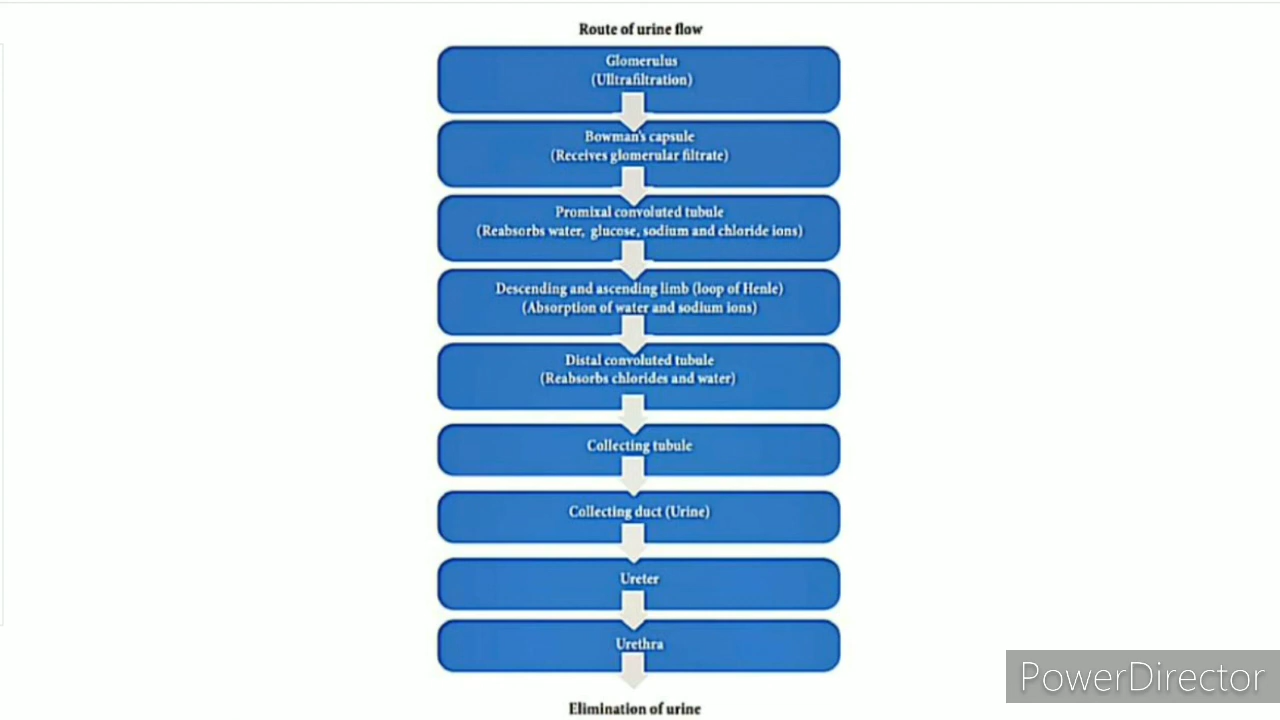 Route of urine flow
Glomerulus
(Ulltrafiltration)
Bowman's capsule
(Receives glomerular filtrate)
Promixal convoluted tubule
(Reabsorbs water, glucose, sodium and chloride ions)
Descending and ascending limb (loop of Henle)
(Absorption of water and sodium ions)
Distal convoluted tubule
(Reabsorbs chlorides and water)
Collecting tubule
Collecting duct (Urine)
Ureter
Urethra
Elimination of urine
PowerDirector